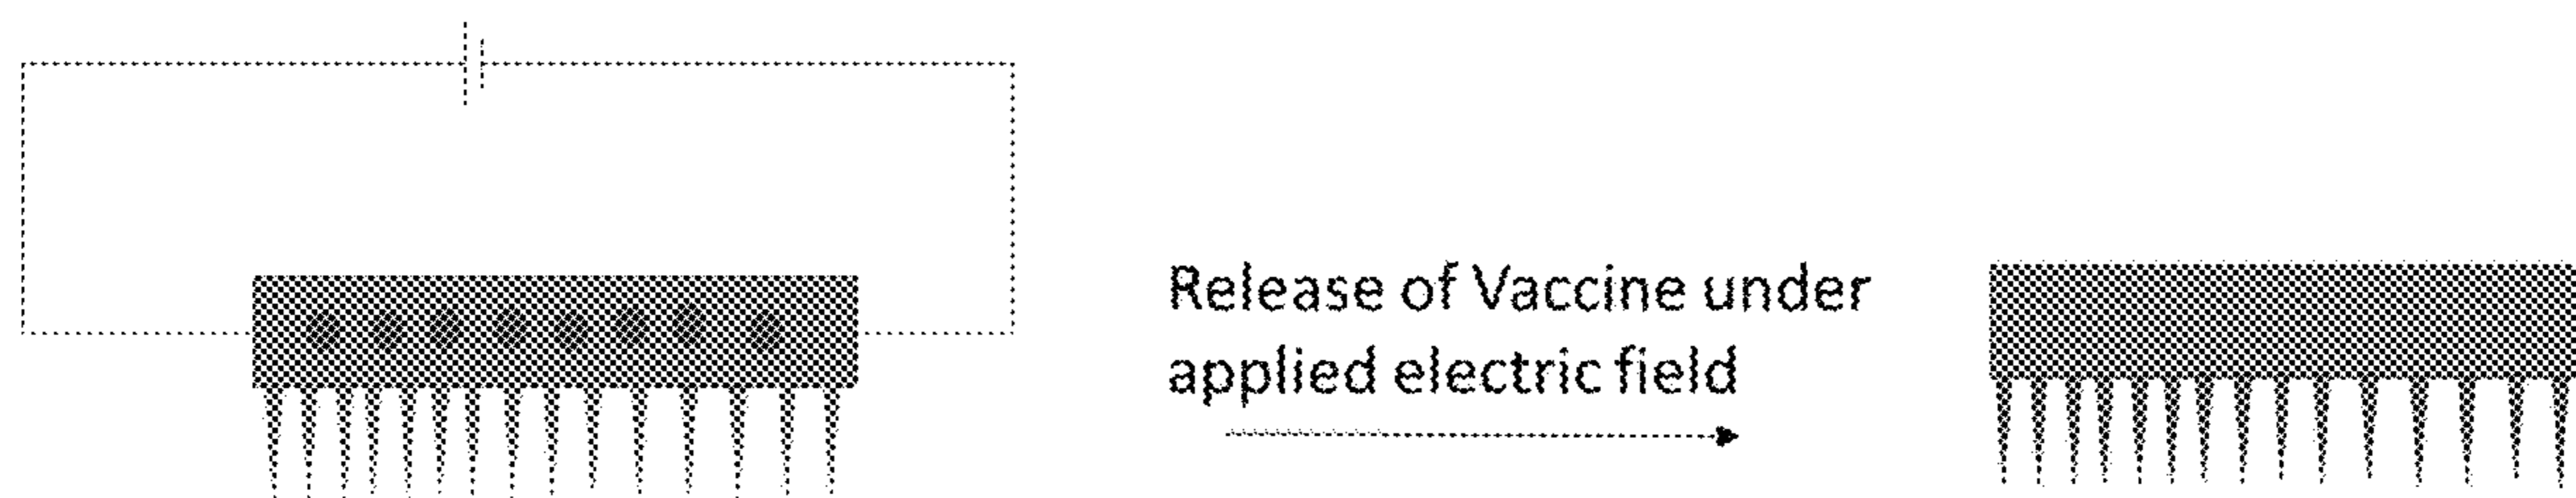 Release of Vaccine under
applied electric field